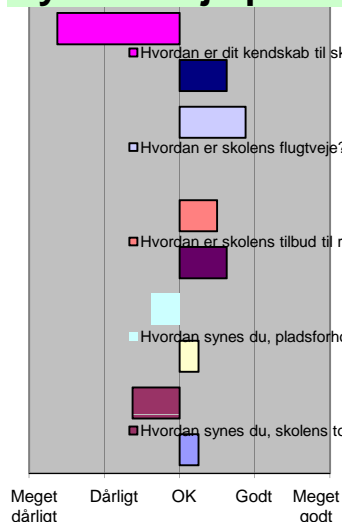 Hvordan er dit kendskab til sk
Hvordan er skolens flugtveje?
Hvordan er skolens tilbud til r
Hvordan synes du, pladsforho
Hvordan synes du, skolens to
Meget dårligt Dårligt OK Godt Meget godt